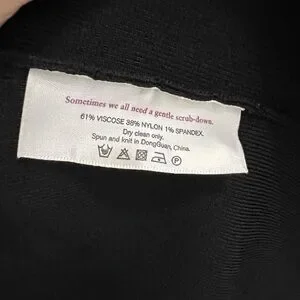 Sometimes we all need a gentle scrub-down.
61% VISCOSE 38% NYLON 1% SPANDEX.
Dry clean only.
Spun and knit in DongGuan, China.
P